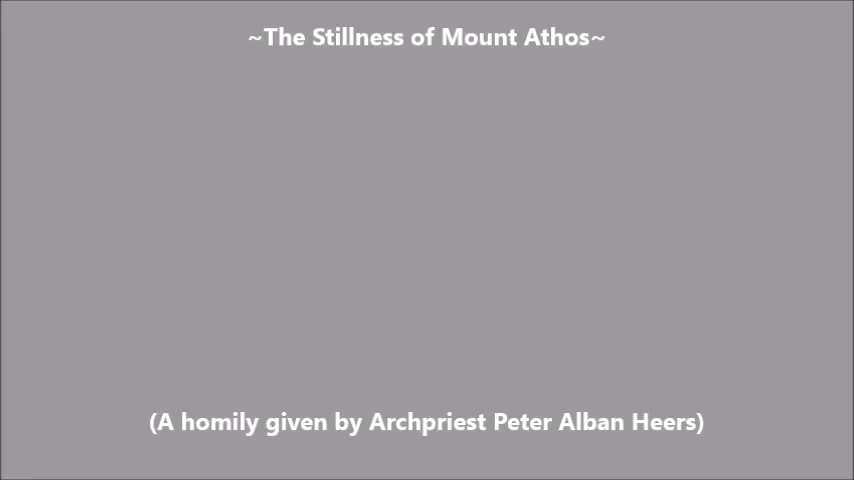 ~The Stillness of Mount Athos~
(A homily given by Archpriest Peter Alban Heers)